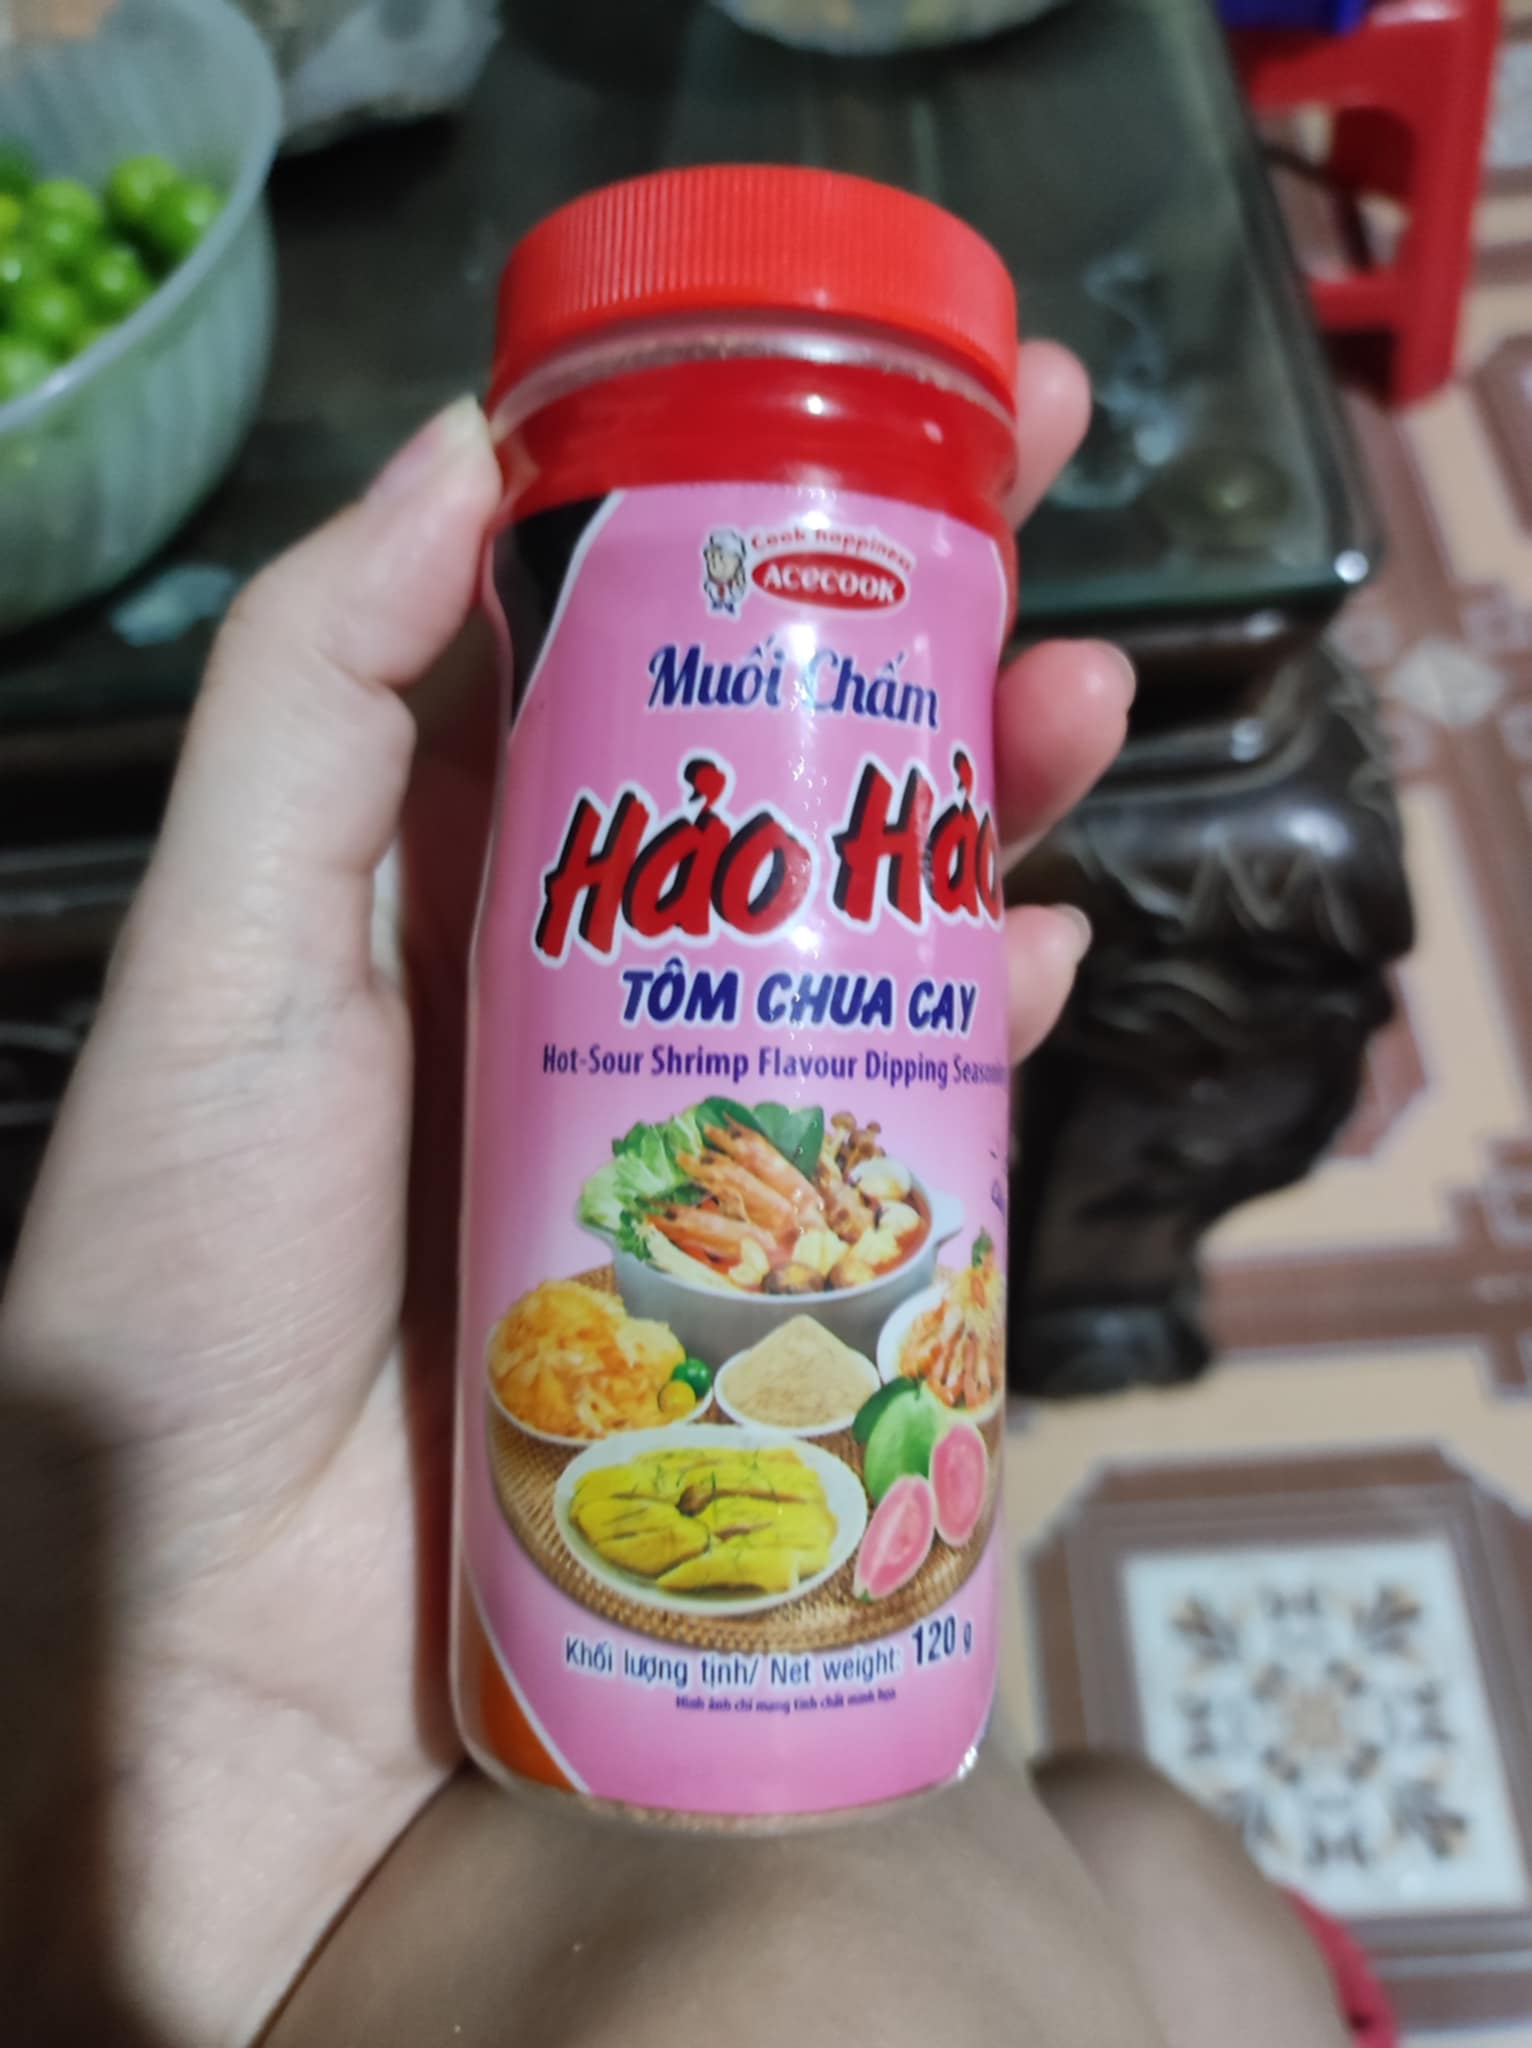 Cook happiness
ACECOOK
Muối Chấm
Hảo Hảo
TÔM CHUA CAY
Hot-Sour Shrimp Flavour Dipping
Khối lượng tịnh/ Net weight: 120 g
Hình ảnh chỉ mang tính chất minh họa